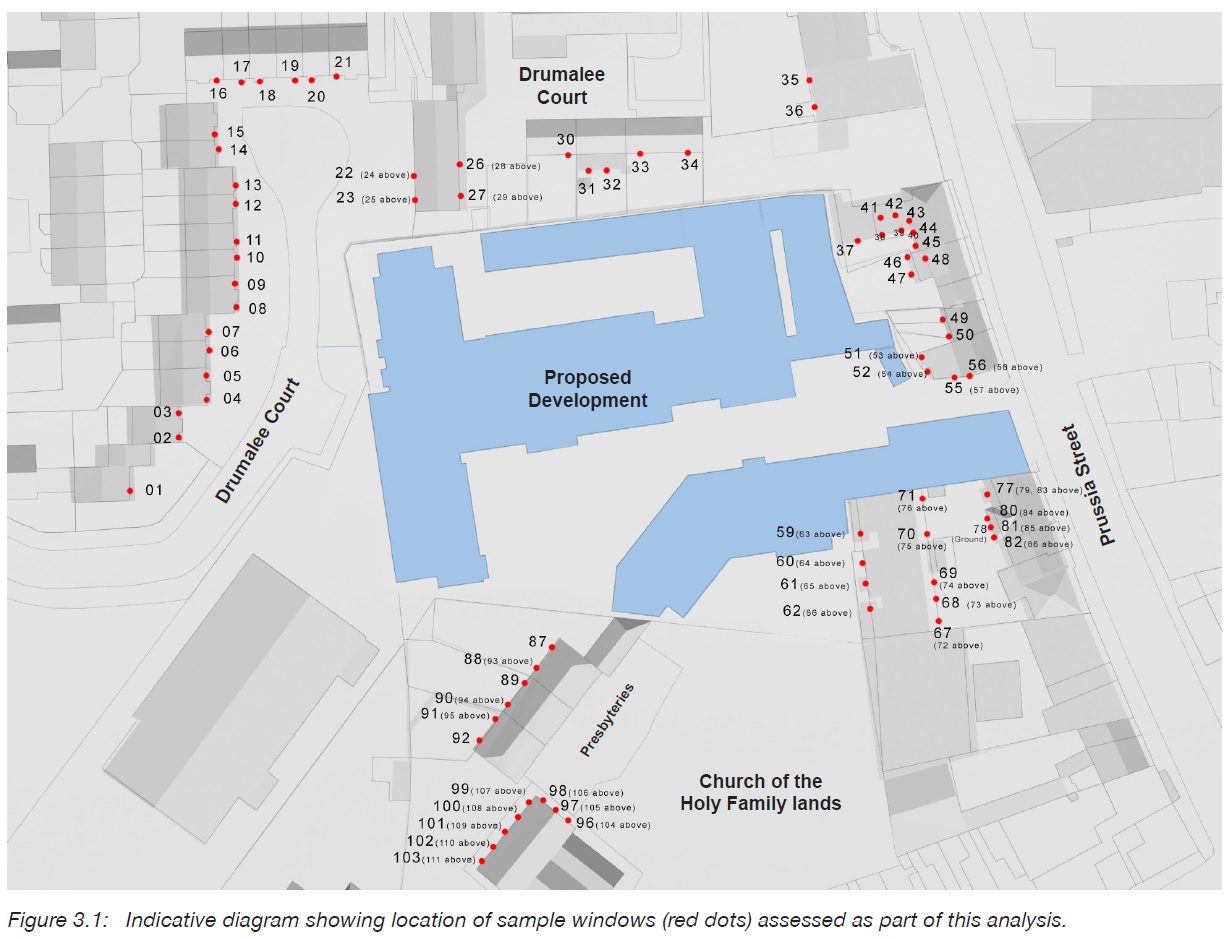 17
19
21
16
18
20
Drumalee
Court
35
36
15
14
30
33
34
26 (28 above)
22 (24 above)
31
32
13
12
23 (25 above)
27 (29 above)
41
42
43
44
38
39
40
45
37
46
48
47
11
10
09
08
07
06
05
04
03
02
01
49
50
51 (53 above)
52 (54 above)
56 (58 above)
55 (57 above)
Proposed
Development
Drumalee Court
Prussia Street
71
(76 above)
77 (79, 83 above)
80 (84 above)
78
(Ground)
81 (85 above)
82 (86 above)
59 (63 above)
70
(75 above)
60 (64 above)
61 (65 above)
62 (66 above)
69
(74 above)
68 (73 above)
67
(72 above)
87
88 (93 above)
89
90 (94 above)
91 (95 above)
92
Presbyteries
Church of the
Holy Family lands
99 (107 above)
98 (106 above)
100 (108 above)
97 (105 above)
101 (109 above)
96 (104 above)
102 (110 above)
103 (111 above)
Figure 3.1: Indicative diagram showing location of sample windows (red dots) assessed as part of this analysis.